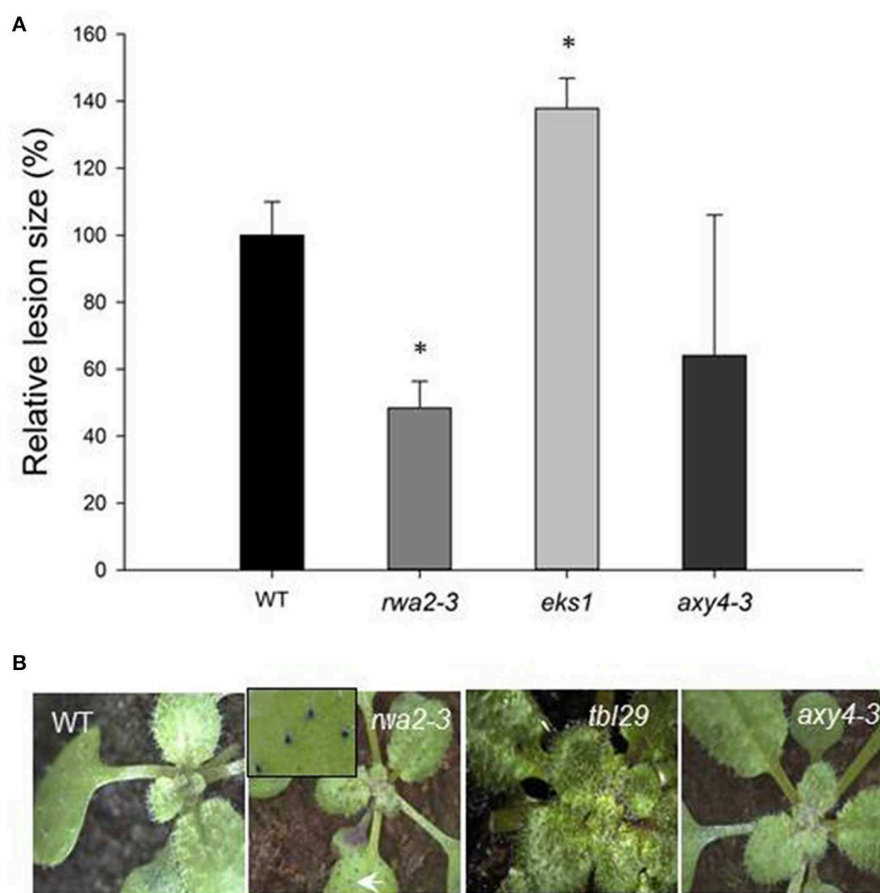 A
Relative lesion size (%)
160
140
120
100
80
60
40
20
0
*
*
WT
rwa2-3
eks1
axy4-3
B
WT
rwa2-3
tbl29
axy4-3